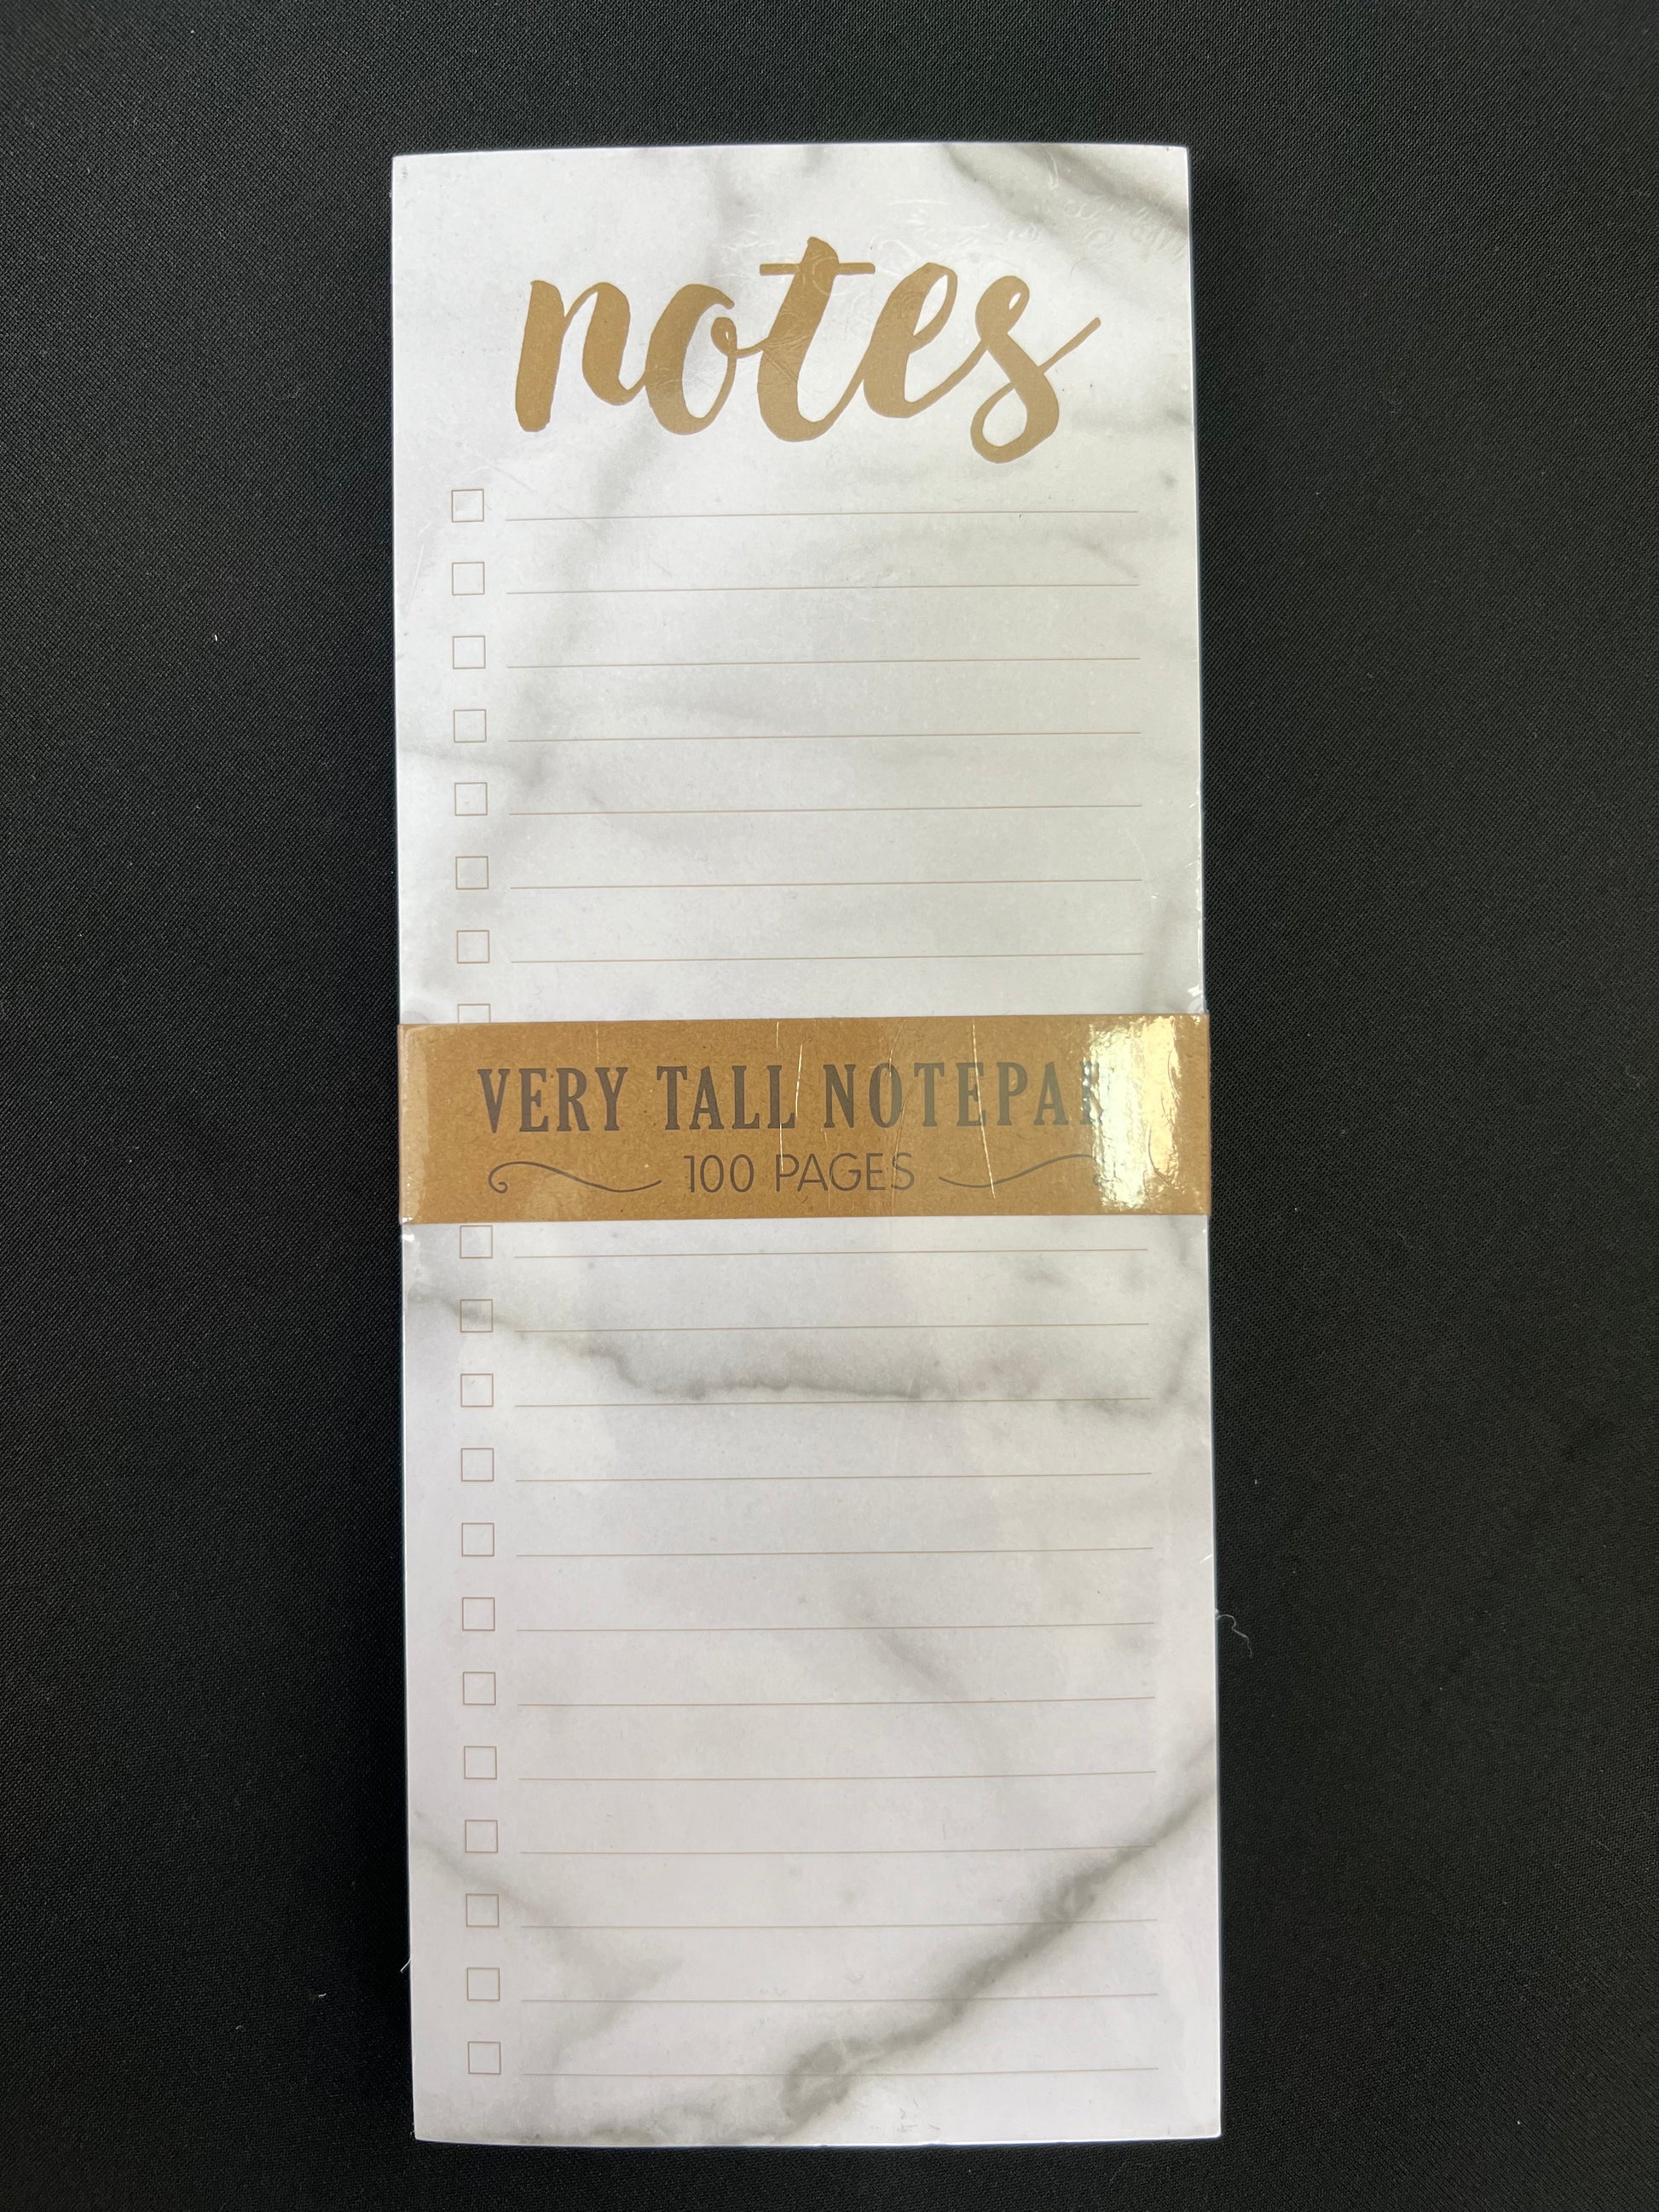 notes
VERY TALL NOTEPAD
100 PAGES